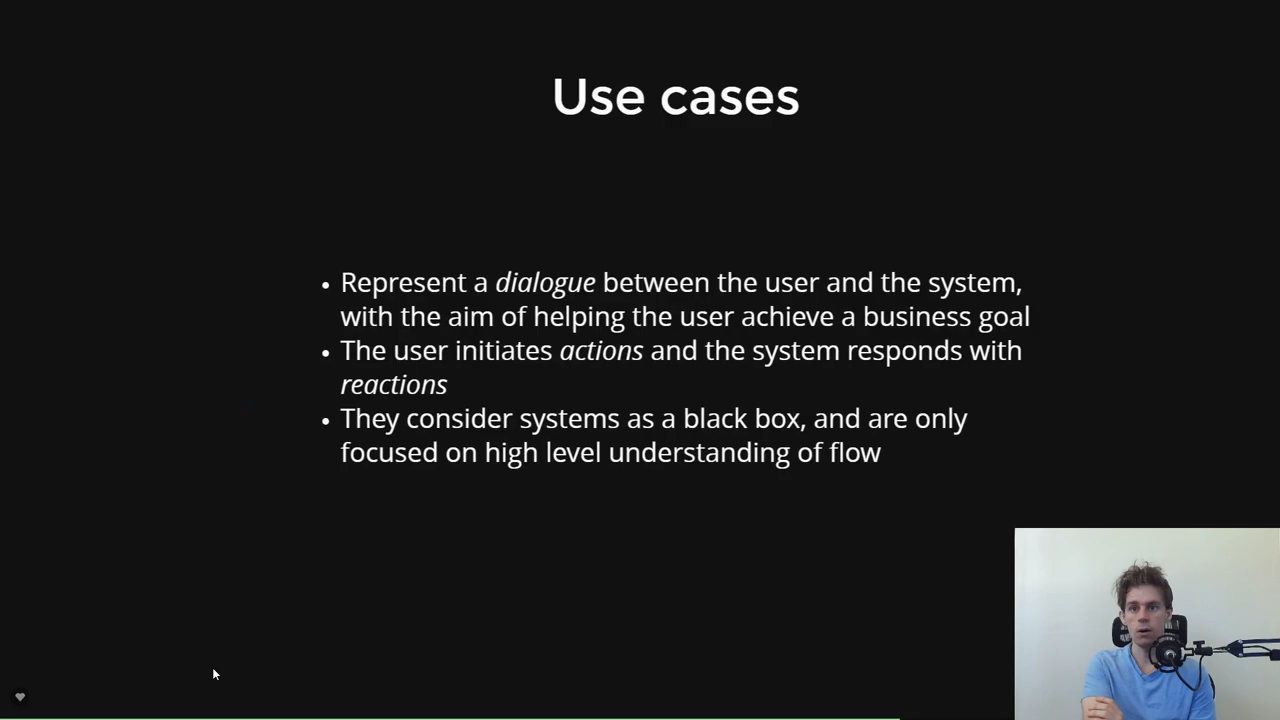 Use cases
• Represent a dialogue between the user and the system,
with the aim of helping the user achieve a business goal
• The user initiates actions and the system responds with
reactions
• They consider systems as a black box, and are only
focused on high level understanding of flow